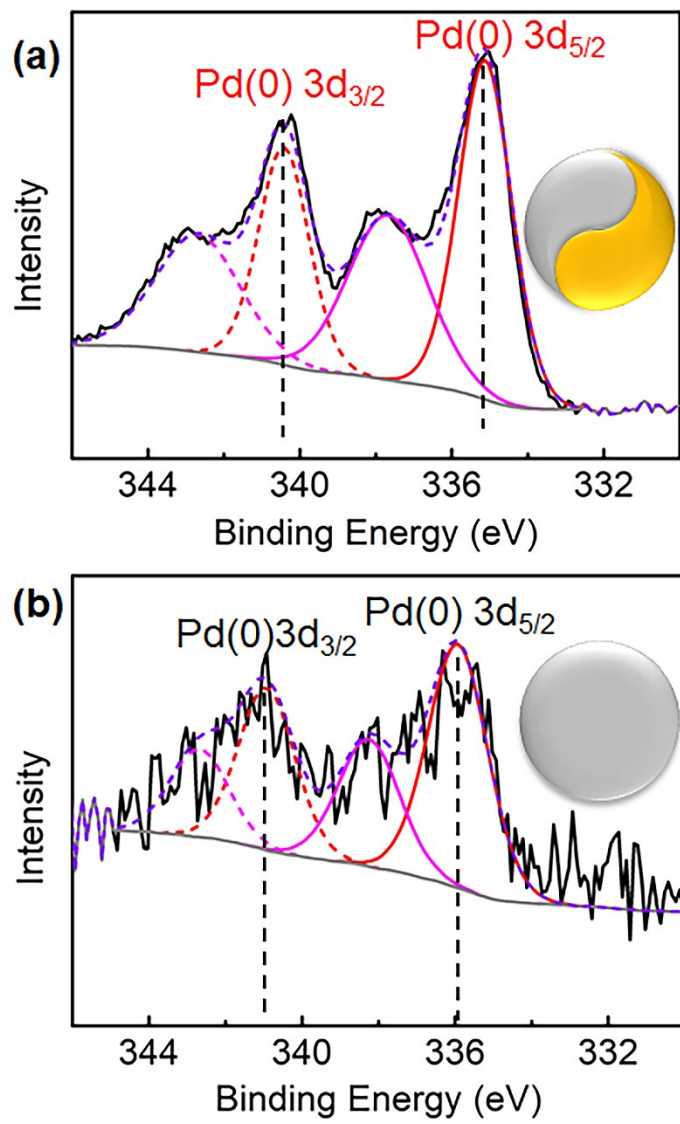 (a)
Pd(0) 3d5/2
Pd(0) 3d3/2
Intensity
344 340 336 332
Binding Energy (eV)
(b)
Pd(0)3d3/2
Pd(0) 3d5/2
Intensity
344 340 336 332
Binding Energy (eV)